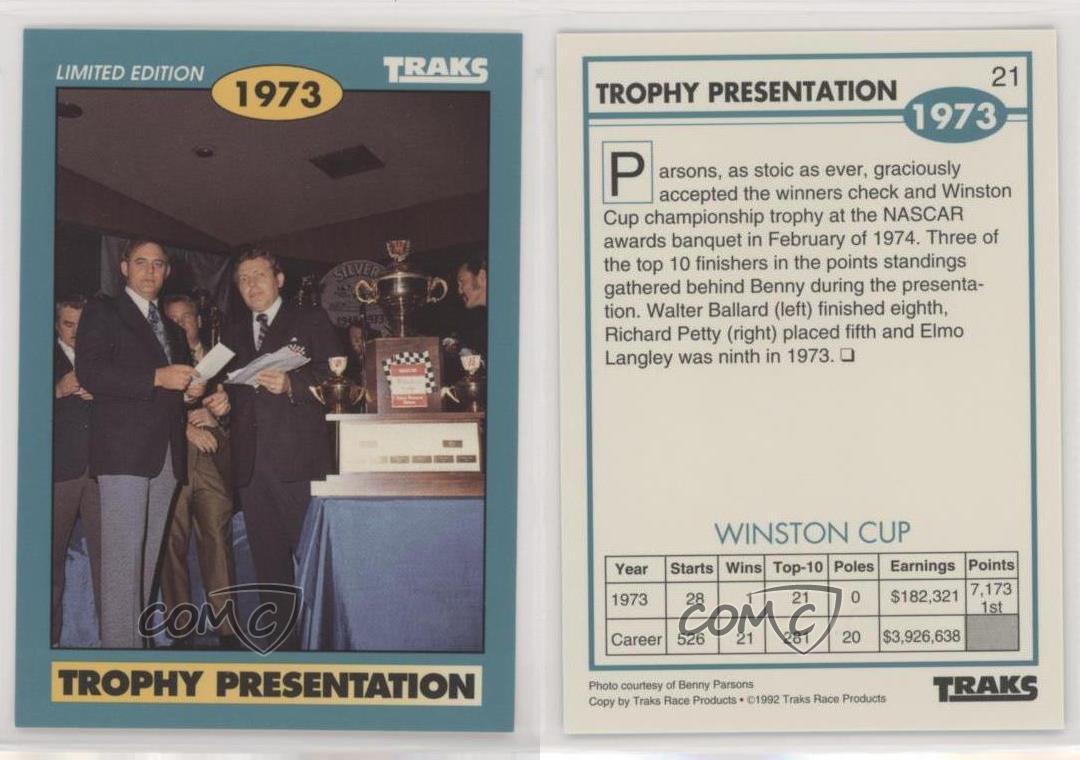 LIMITED EDITION
TRAKS
1973
SILVER
TROPHY PRESENTATION
COMC
TROPHY PRESENTATION
21
1973
Parsons, as stoic as ever, graciously
accepted the winners check and Winston
Cup championship trophy at the NASCAR
awards banquet in February of 1974. Three of
the top 10 finishers in the points standings
gathered behind Benny during the presenta-
tion. Walter Ballard (left) finished eighth,
Richard Petty (right) placed fifth and Elmo
Langley was ninth in 1973. ❑
WINSTON CUP
Year Starts Wins Top-10 Poles Earnings Points
1973 28 1 21 0 $182,321 7,173 1st
Career 526 21 281 20 $3,926,638
COMC
Photo courtesy of Benny Parsons
Copy by Traks Race Products • ©1992 Traks Race Products
TRAKS